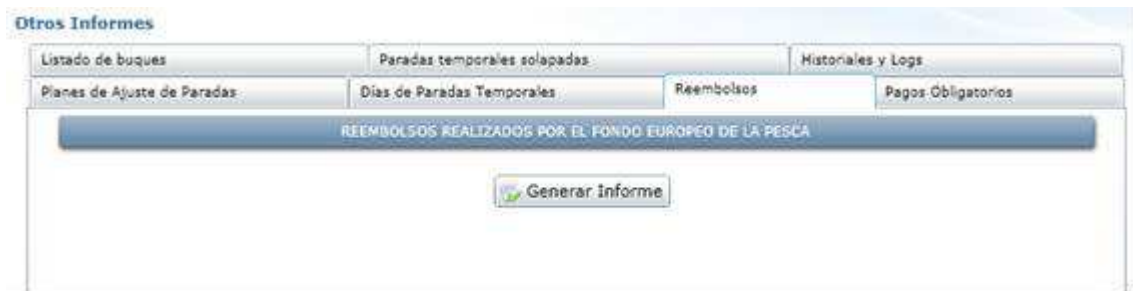 Otros Informes
Listado de buques Paradas temporales solapadas Historiales y Logs
Planes de Ajuste de Paradas Días de Paradas Temporales Reembolsos Pagos Obligatorios
REEMBOLSOS REALIZADOS POR EL FONDO EUROPEO DE LA PESCA
Generar Informe